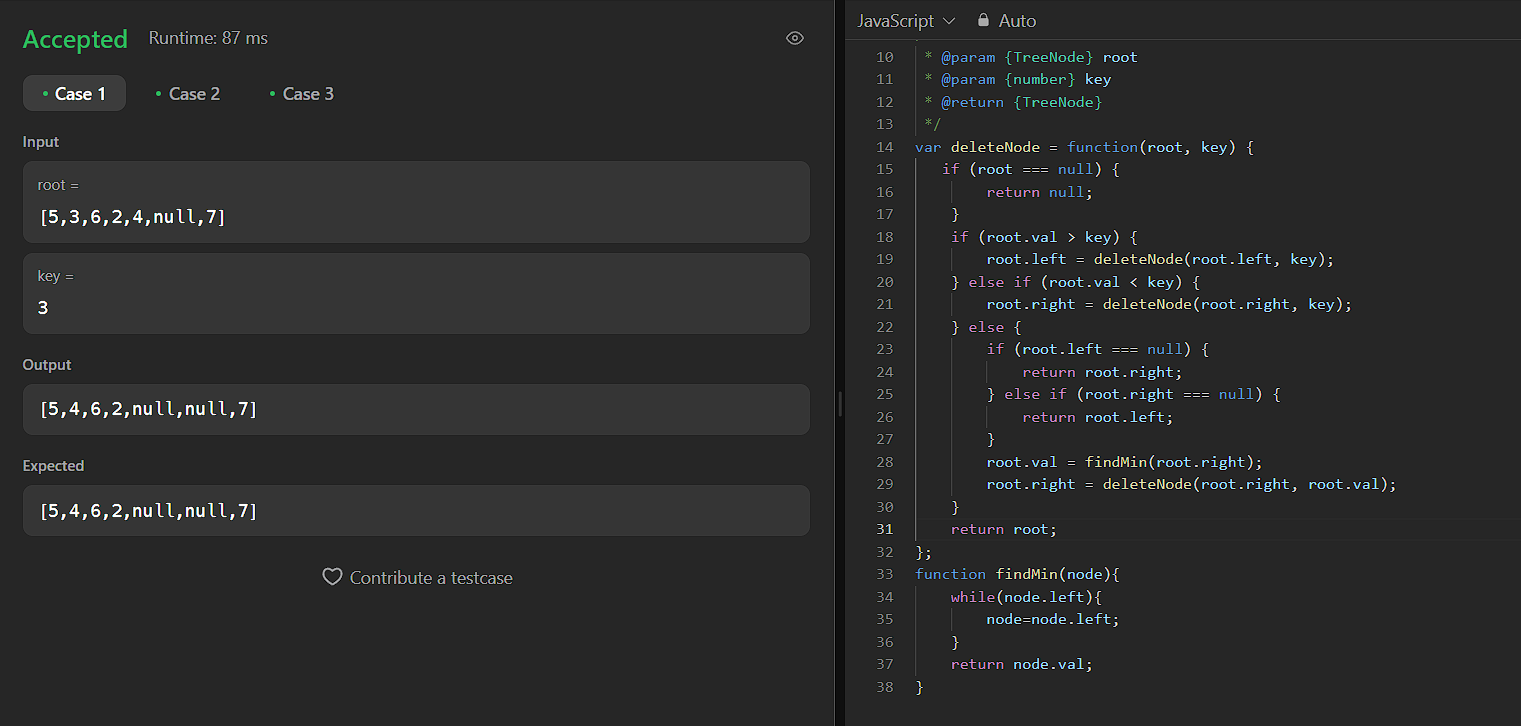 Accepted Runtime: 87 ms
• Case 1 • Case 2 • Case 3
Input
root =
[5,3,6,2,4,null,7]
key =
3
Output
[5,4,6,2,null,null,7]
Expected
[5,4,6,2,null,null,7]
Contribute a testcase
JavaScript Auto
10 * @param {TreeNode} root
11 * @param {number} key
12 * @return {TreeNode}
13 */
14 var deleteNode = function(root, key) {
15    if (root === null) {
16         return null;
17     }
18     if (root.val > key) {
19         root.left = deleteNode(root.left, key);
20     } else if (root.val < key) {
21         root.right = deleteNode(root.right, key);
22     } else {
23         if (root.left === null) {
24             return root.right;
25         } else if (root.right === null) {
26             return root.left;
27         }
28         root.val = findMin(root.right);
29         root.right = deleteNode(root.right, root.val);
30     }
31     return root;
32 };
33 function findMin(node){
34     while(node.left){
35         node=node.left;
36     }
37     return node.val;
38 }